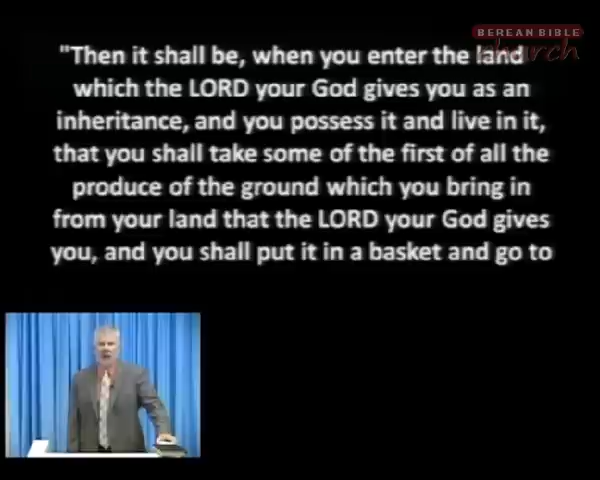 BEREAN BIBLE
church
"Then it shall be, when you enter the land
which the LORD your God gives you as an
inheritance, and you possess it and live in it,
that you shall take some of the first of all the
produce of the ground which you bring in
from your land that the LORD your God gives
you, and you shall put it in a basket and go to